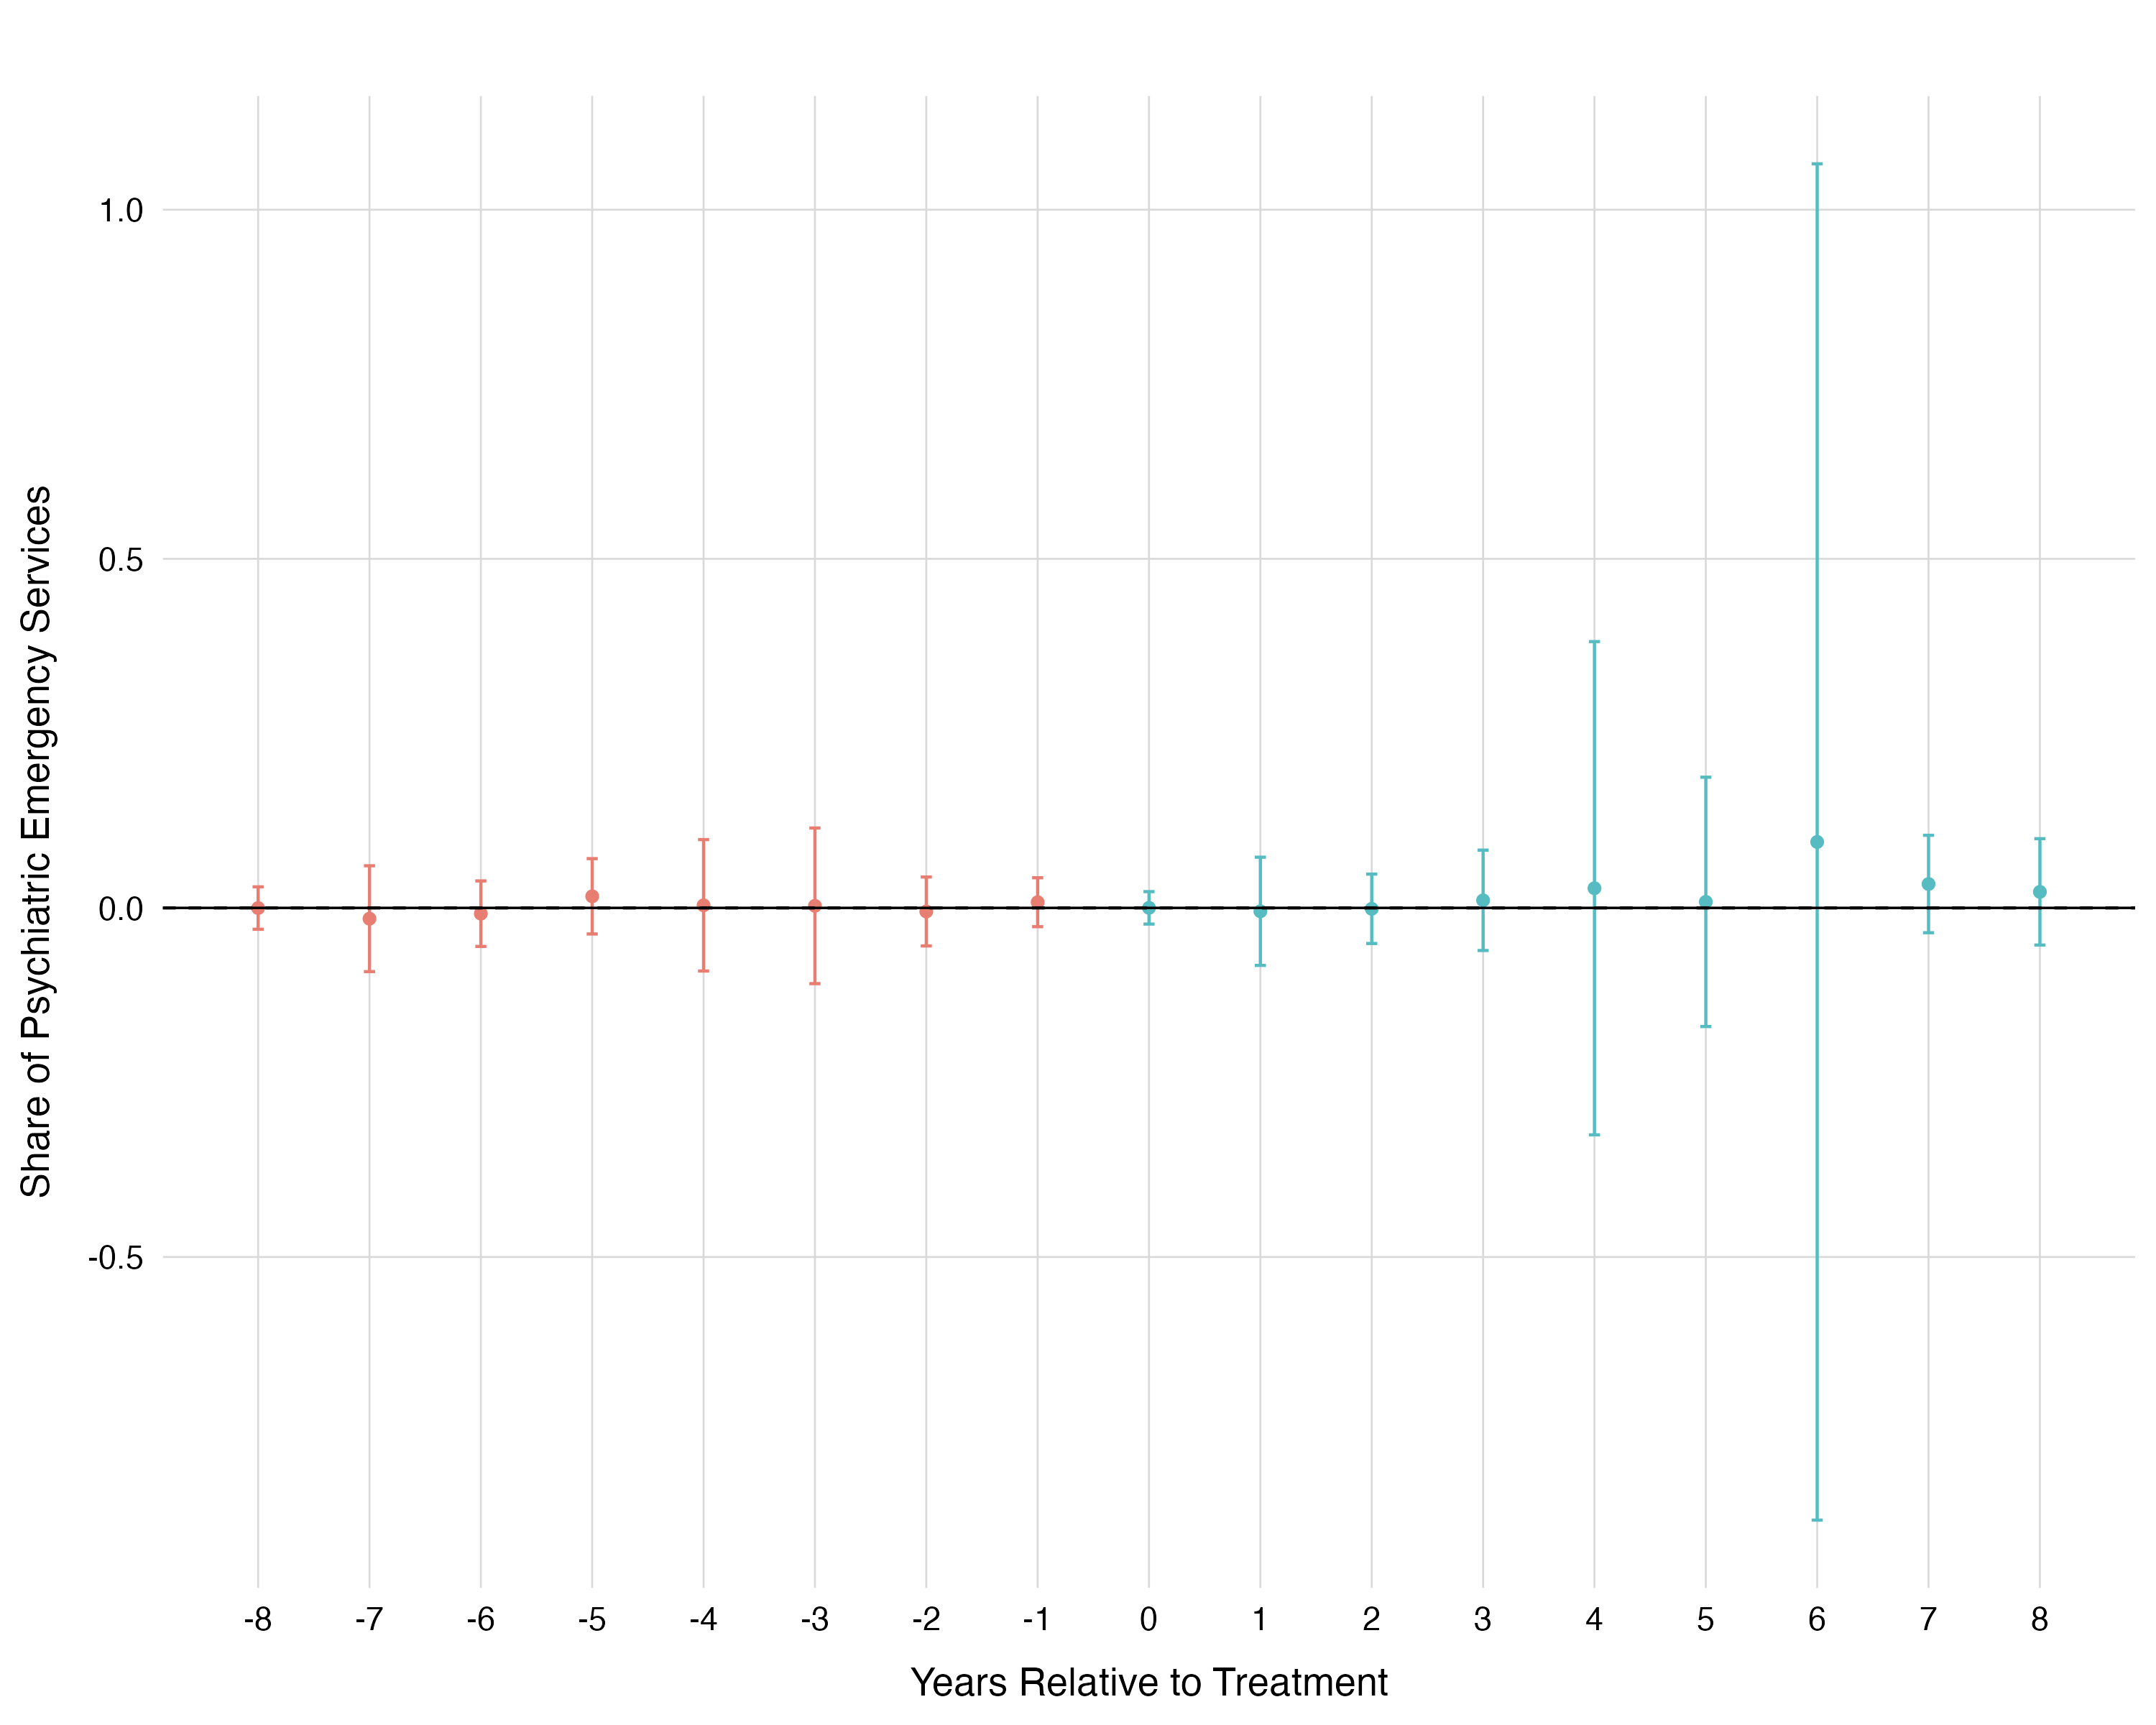 Share of Psychiatric Emergency Services
1.0
0.5
0.0
-0.5
-8 -7 -6 -5 -4 -3 -2 -1 0 1 2 3 4 5 6 7 8
Years Relative to Treatment